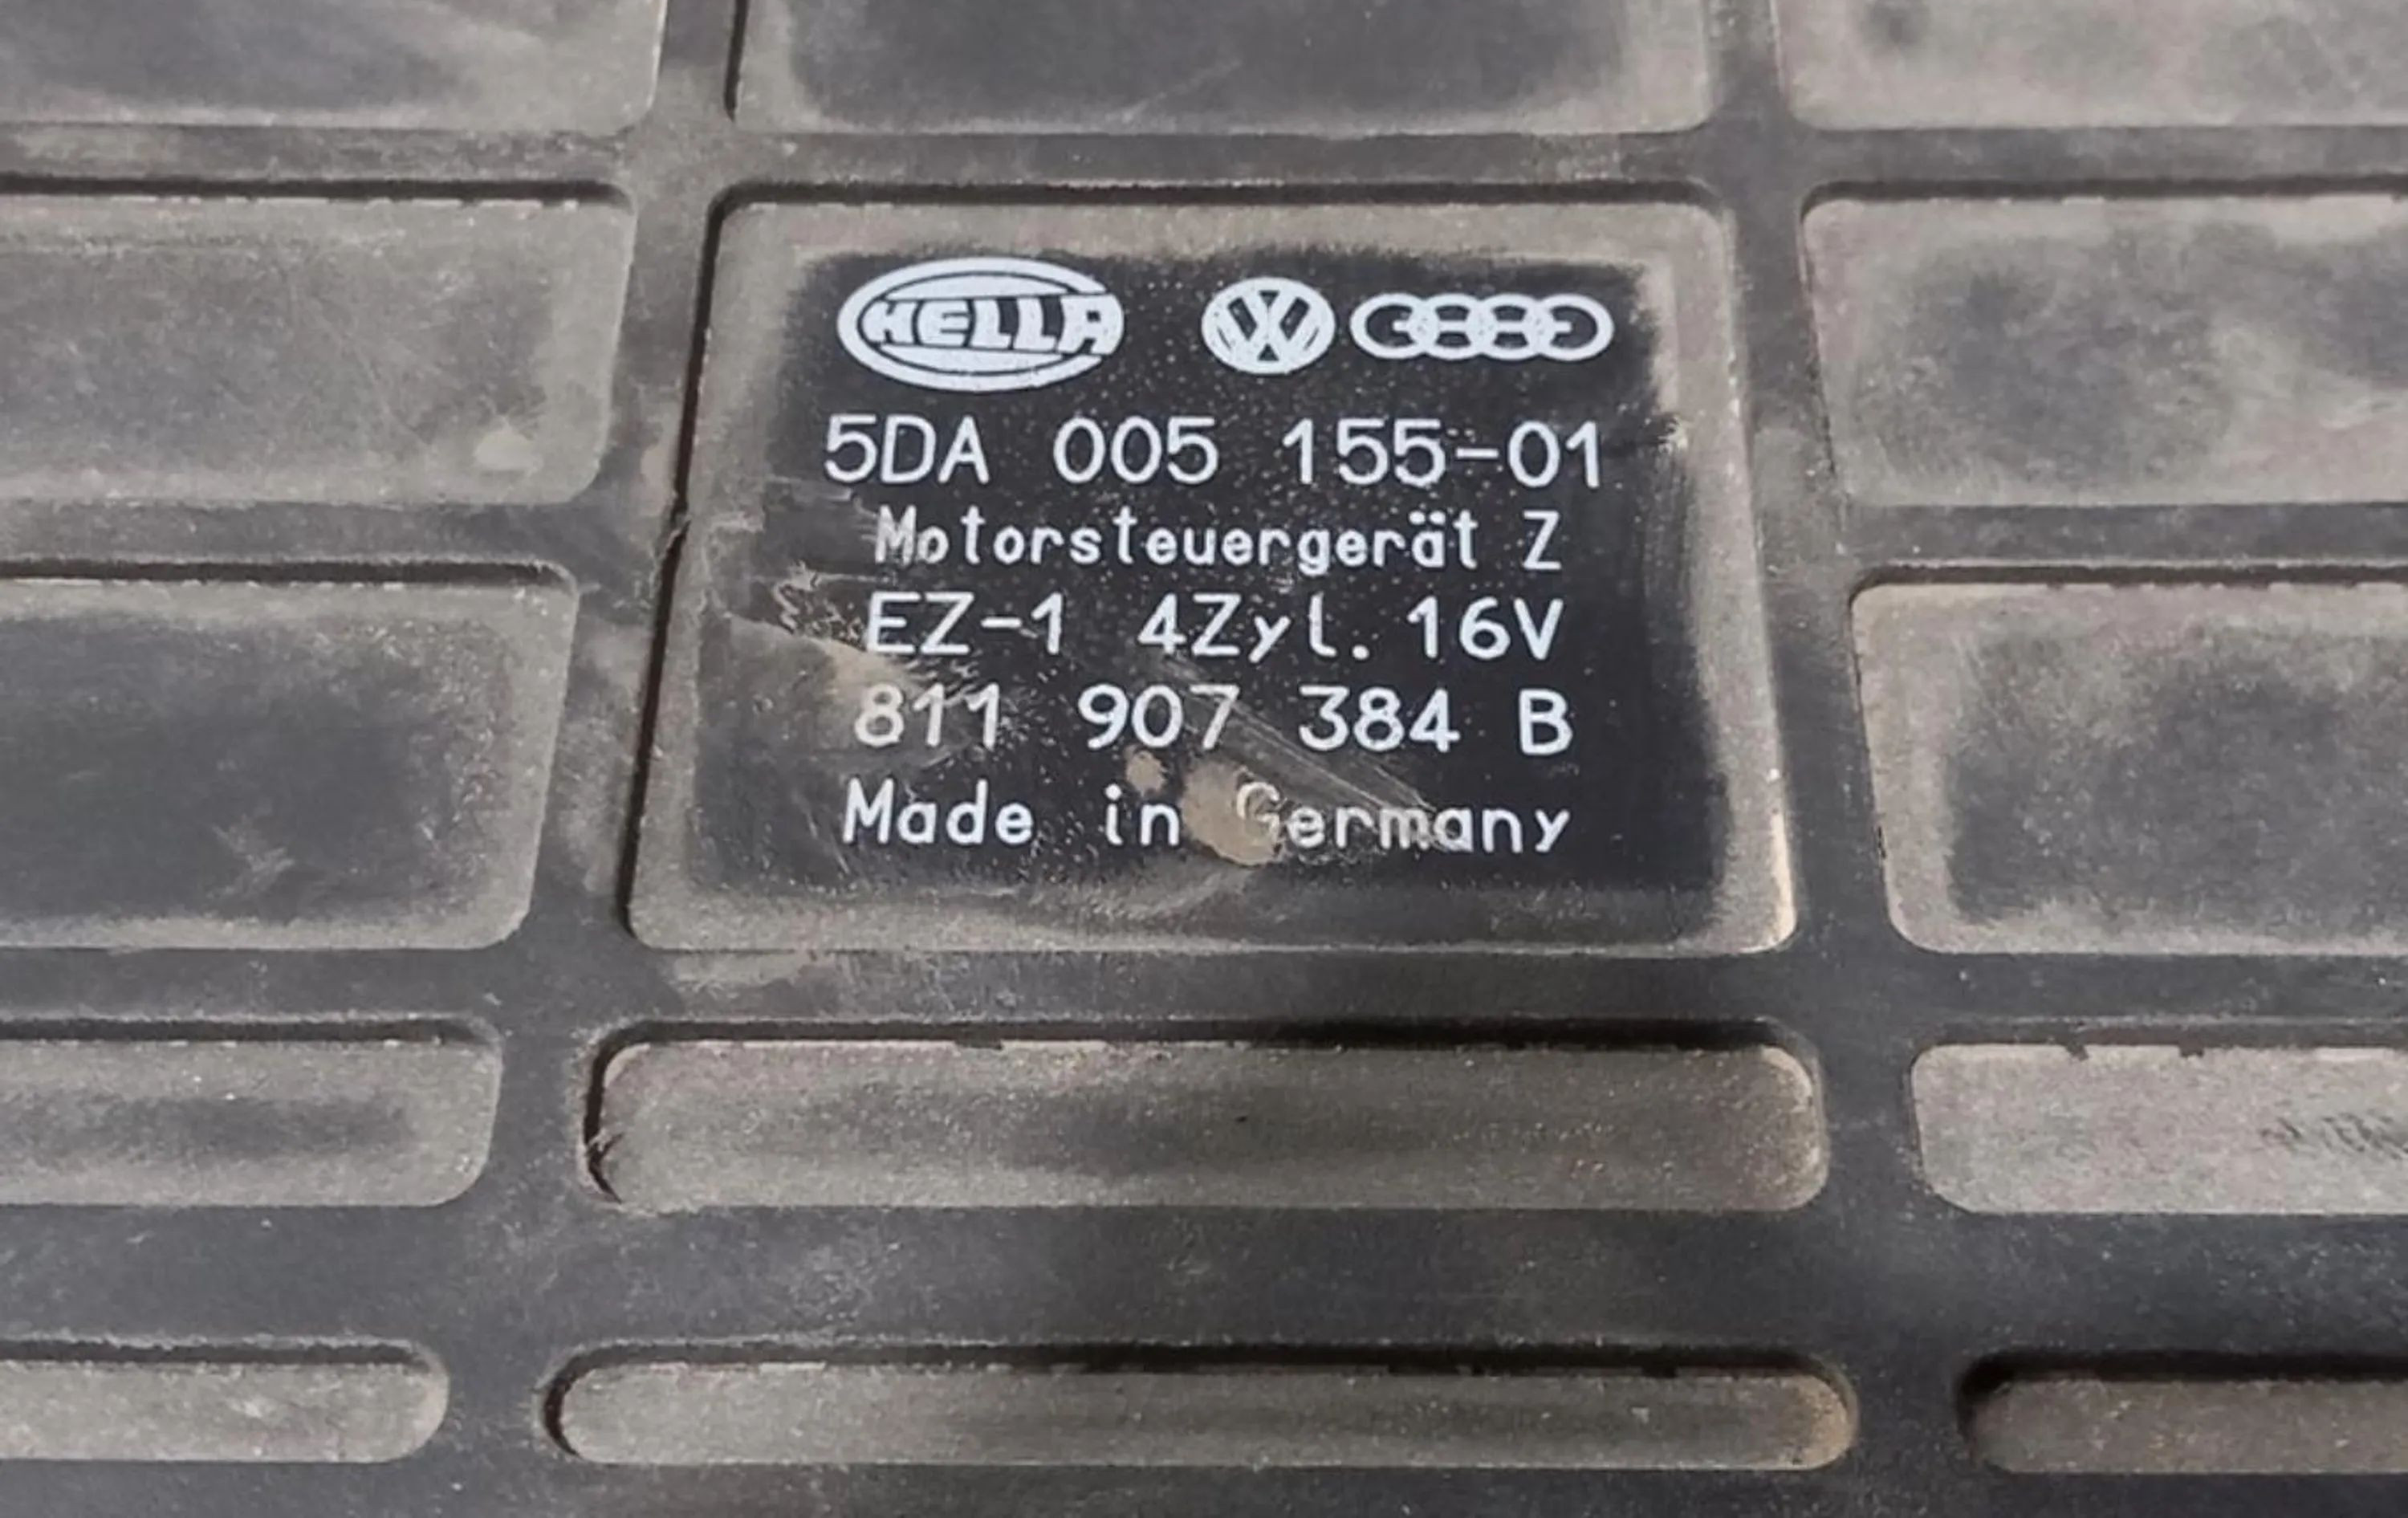 HELLA
5DA 005 155-01
Motorsteuergerät Z
EZ-1 4Zyl. 16V
811 907 384 B
Made in Germany